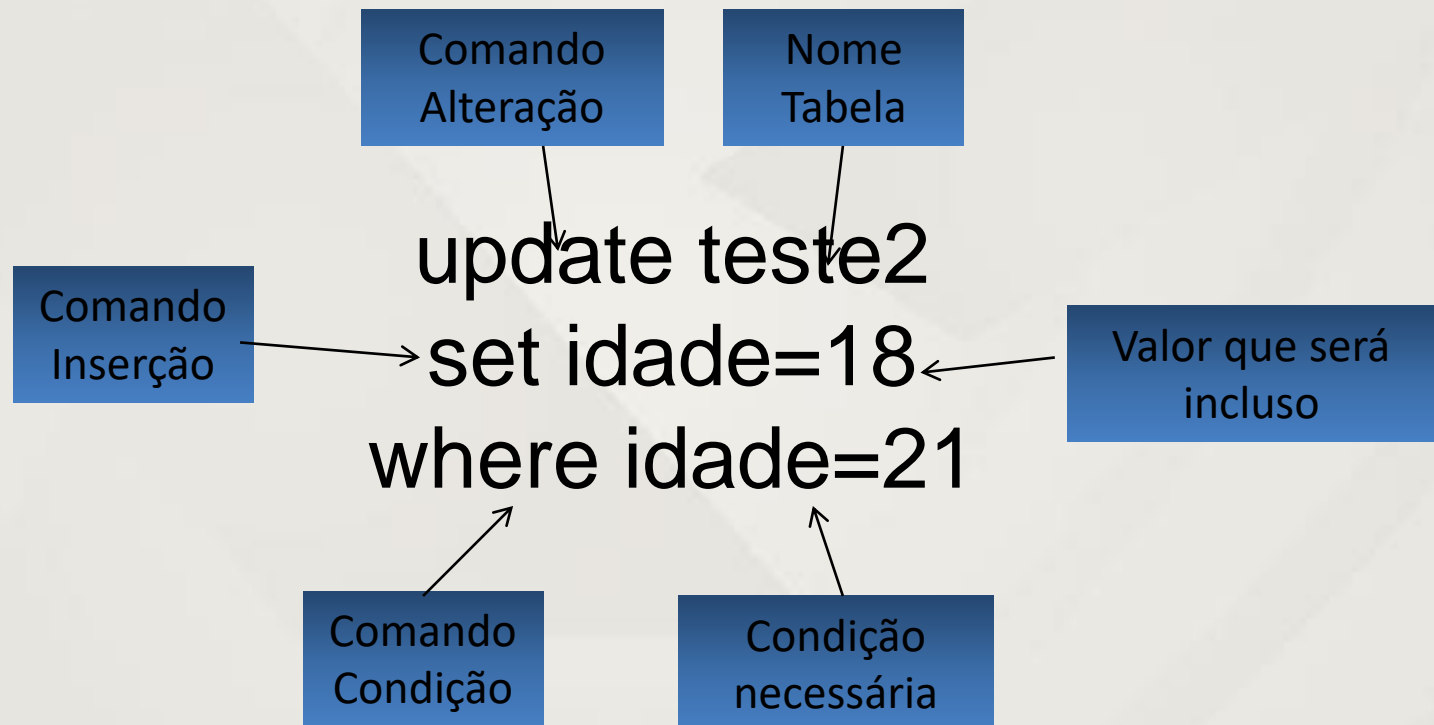 Comando
Alteração
Nome
Tabela
update teste2
Comando
Inserção
set idade=18
Valor que será
incluso
where idade=21
Comando
Condição
Condição
necessária